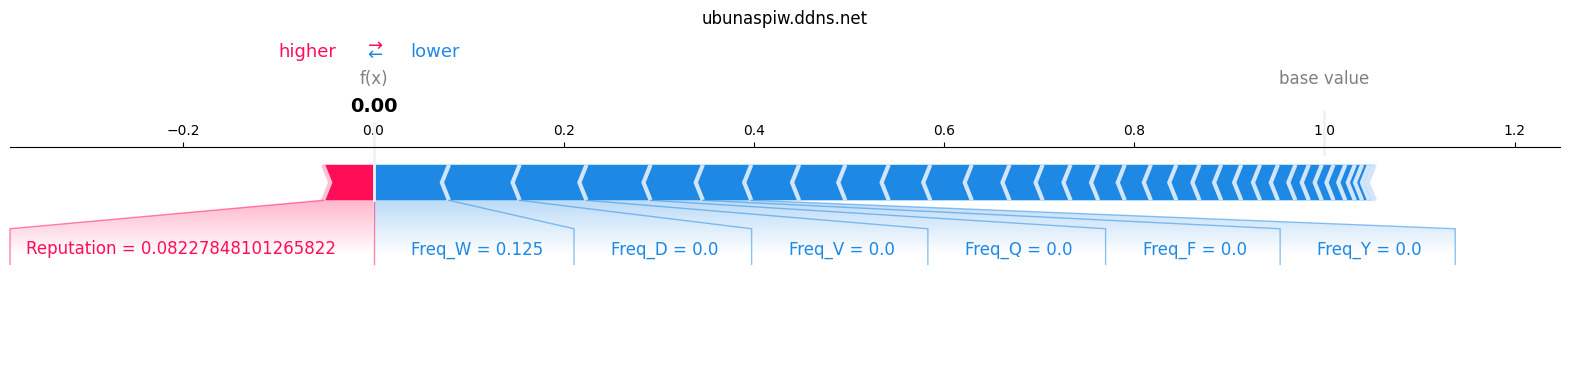 ubunaspiw.ddns.net
higher ⇄ lower
f(x) base value
0.00
−0.2 0.0 0.2 0.4 0.6 0.8 1.0 1.2
Reputation = 0.08227848101265822 Freq_W = 0.125 Freq_D = 0.0 Freq_V = 0.0 Freq_Q = 0.0 Freq_F = 0.0 Freq_Y = 0.0